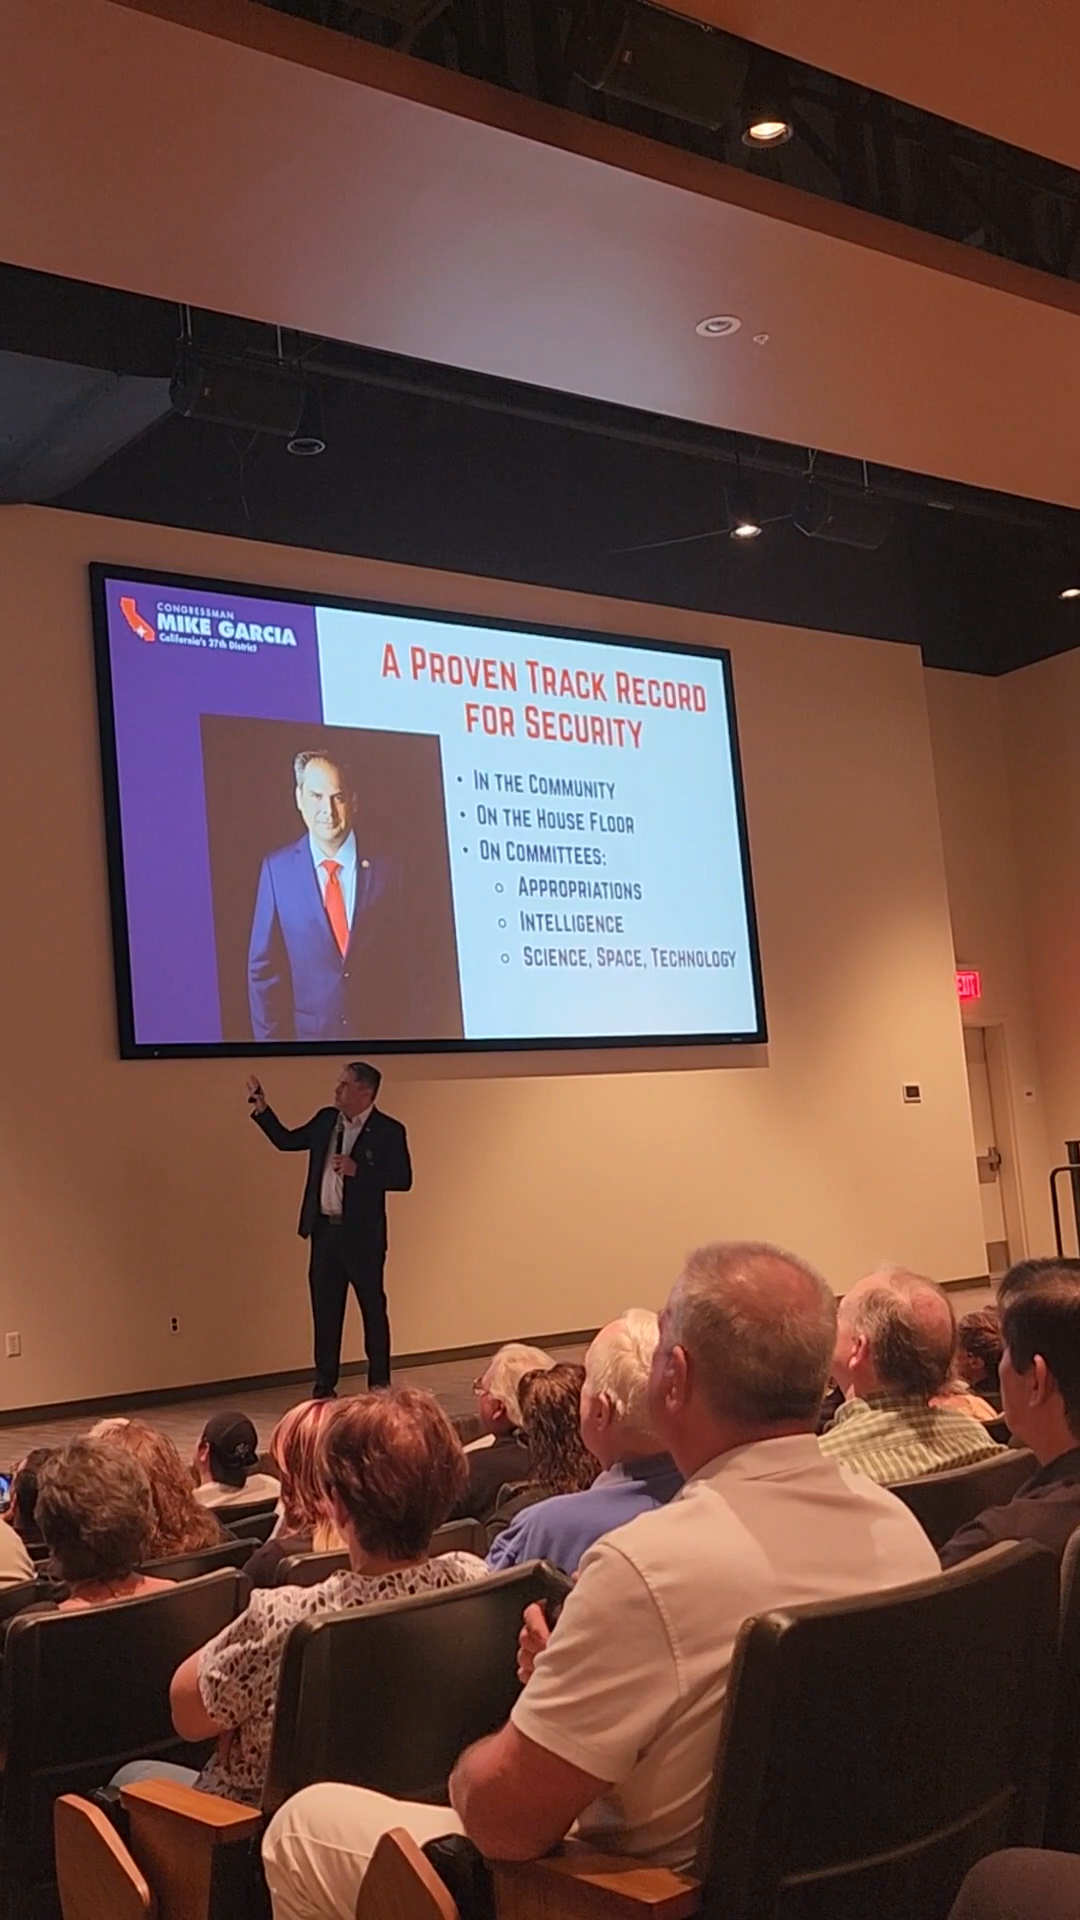 CONGRESSMAN
MIKE GARCIA
California's 27th District
A PROVEN TRACK RECORD
FOR SECURITY
• IN THE COMMUNITY
• ON THE HOUSE FLOOR
• ON COMMITTEES:
○ APPROPRIATIONS
○ INTELLIGENCE
○ SCIENCE, SPACE, TECHNOLOGY
EXIT